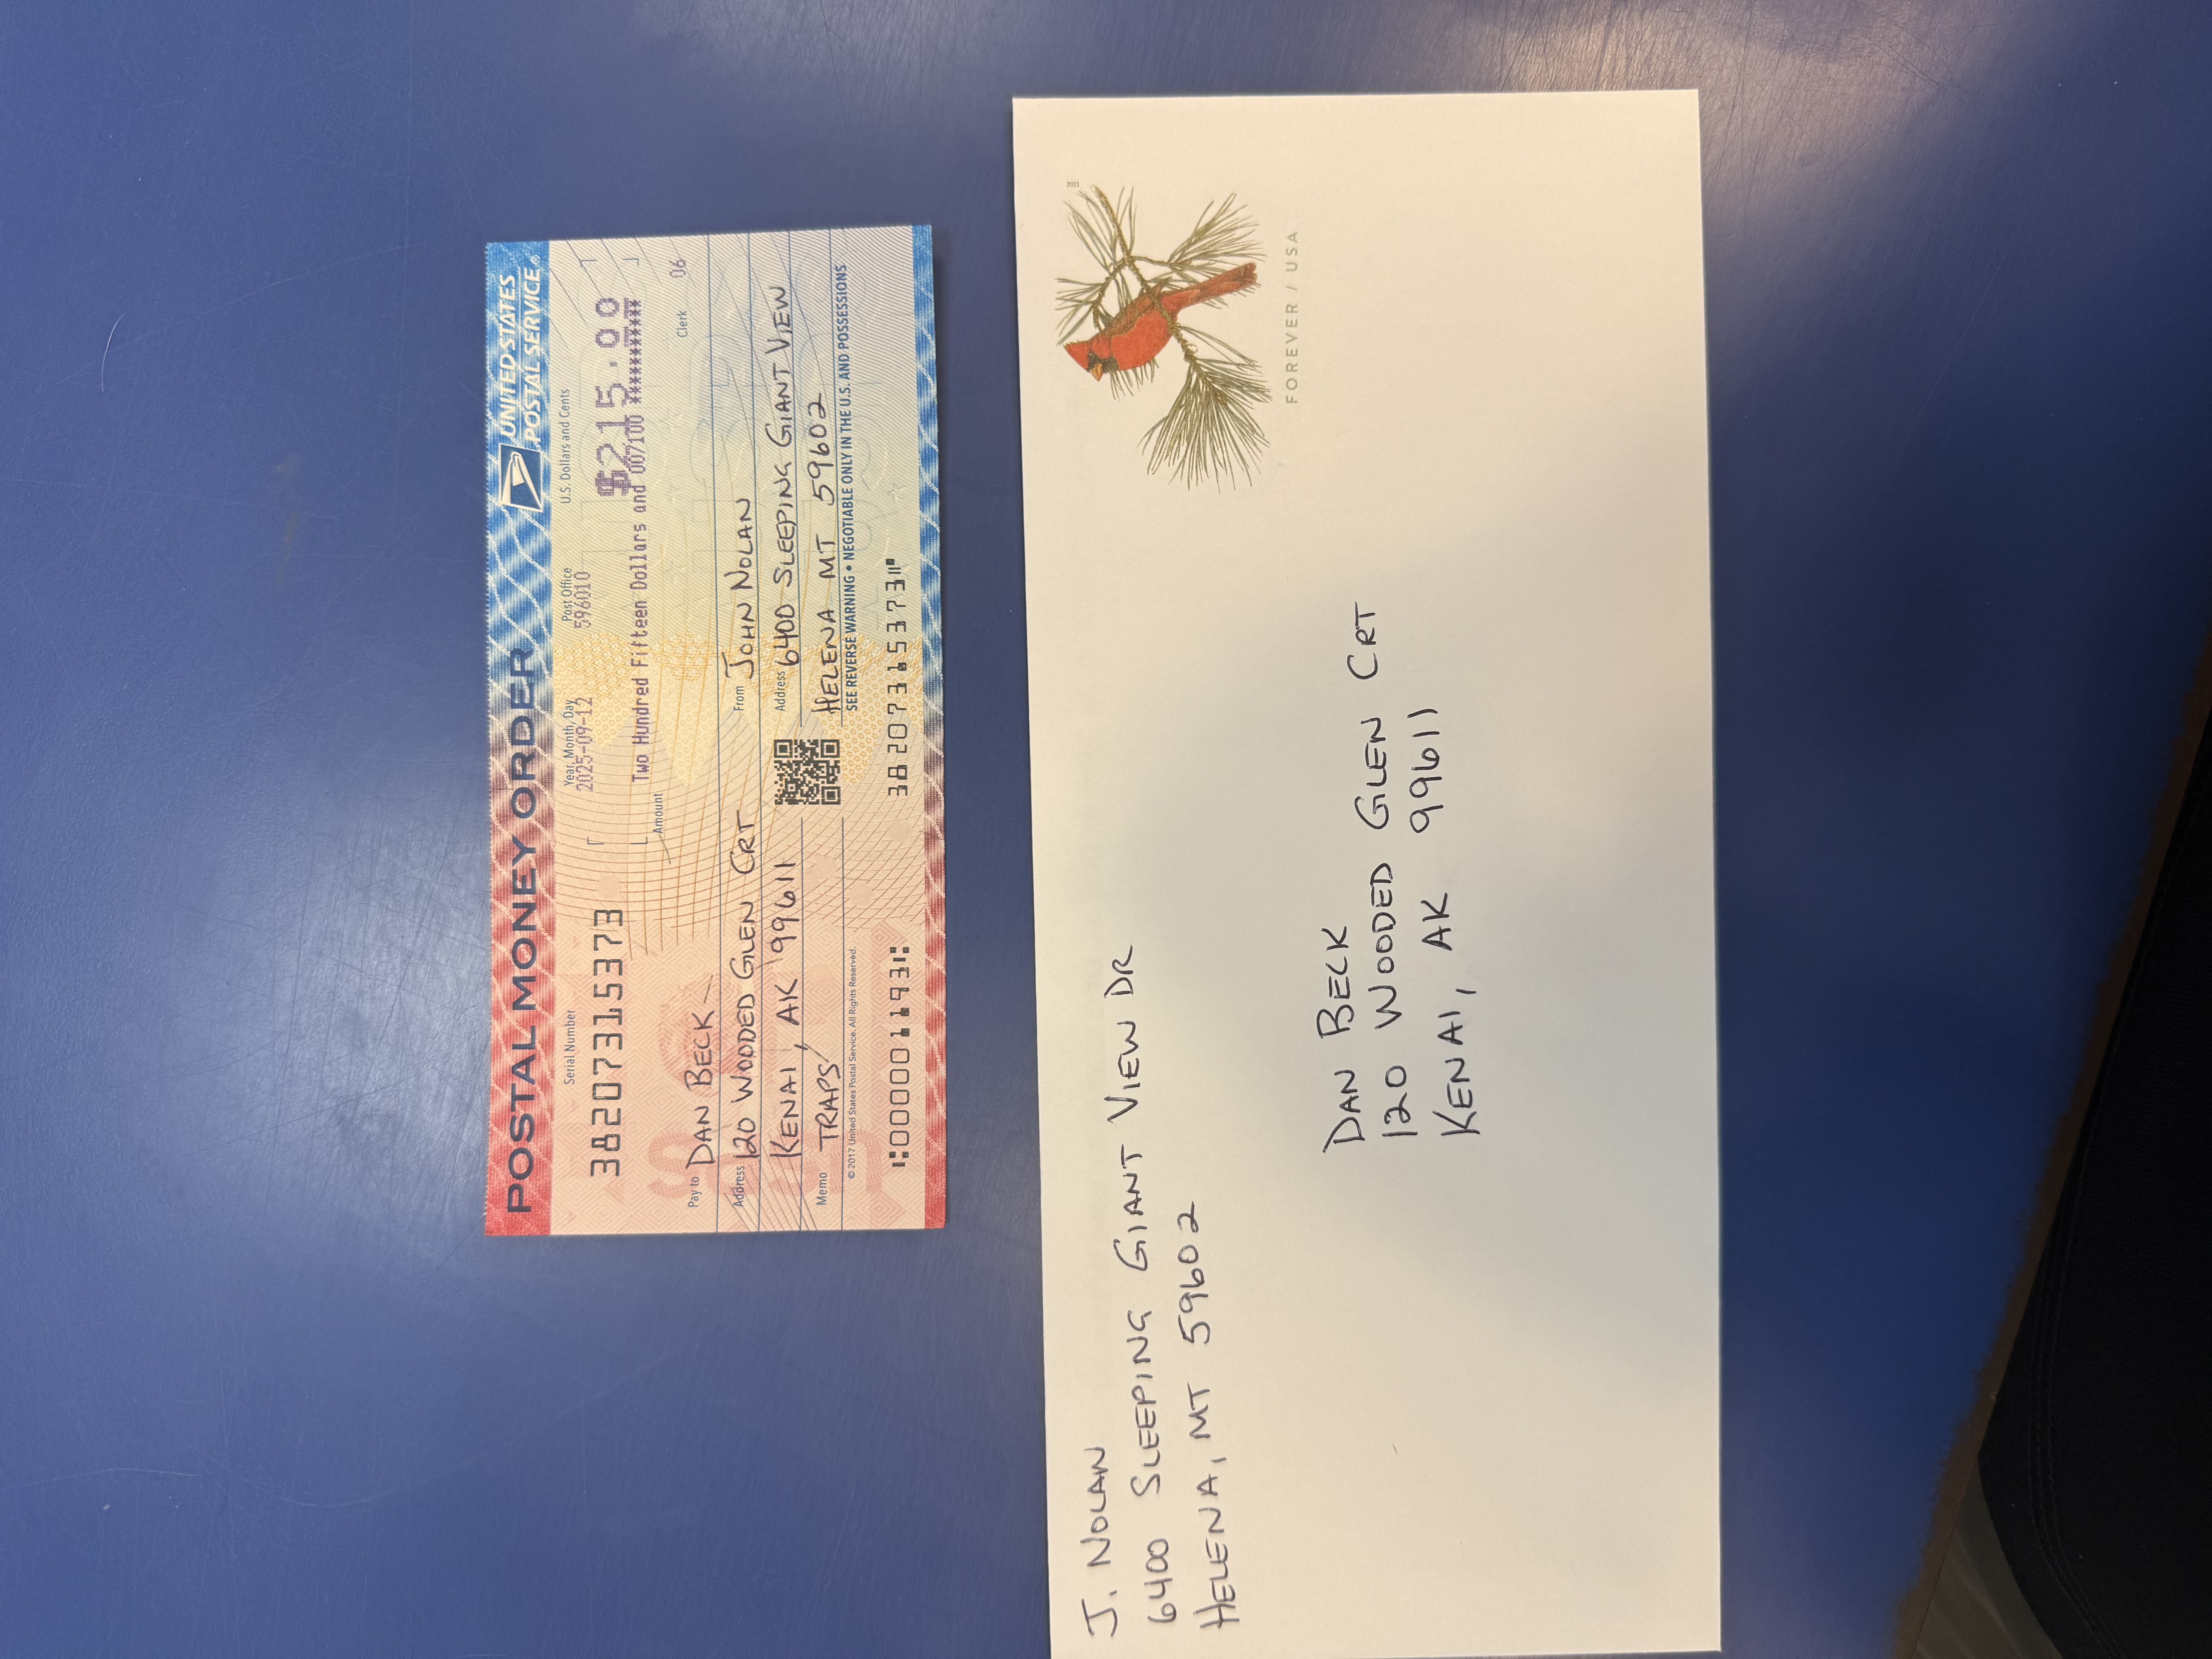 POSTAL MONEY ORDER
UNITED STATES
POSTAL SERVICE®
Serial Number
Year, Month, Day
Post Office
U.S. Dollars and Cents
38207315373
2025-09-12
596010
$215.00
Amount
Two Hundred Fifteen Dollars and 00/100 ***************
Clerk 06
Pay to DAN BECK
Address 120 WOODED GLEN CRT
KENAI, AK 99611
Memo TRAPS
From JOHN NOLAN
Address 6400 SLEEPING GIANT VIEW
HELENA MT 59602
© 2017 United States Postal Service. All Rights Reserved.
SEE REVERSE WARNING • NEGOTIABLE ONLY IN THE U.S. AND POSSESSIONS
⑆000001193⑆
38207315373⑈
J. NOLAN
6400 SLEEPING GIANT VIEW DR
HELENA, MT 59602
2023
FOREVER / USA
DAN BECK
120 WOODED GLEN CRT
KENAI, AK 99611